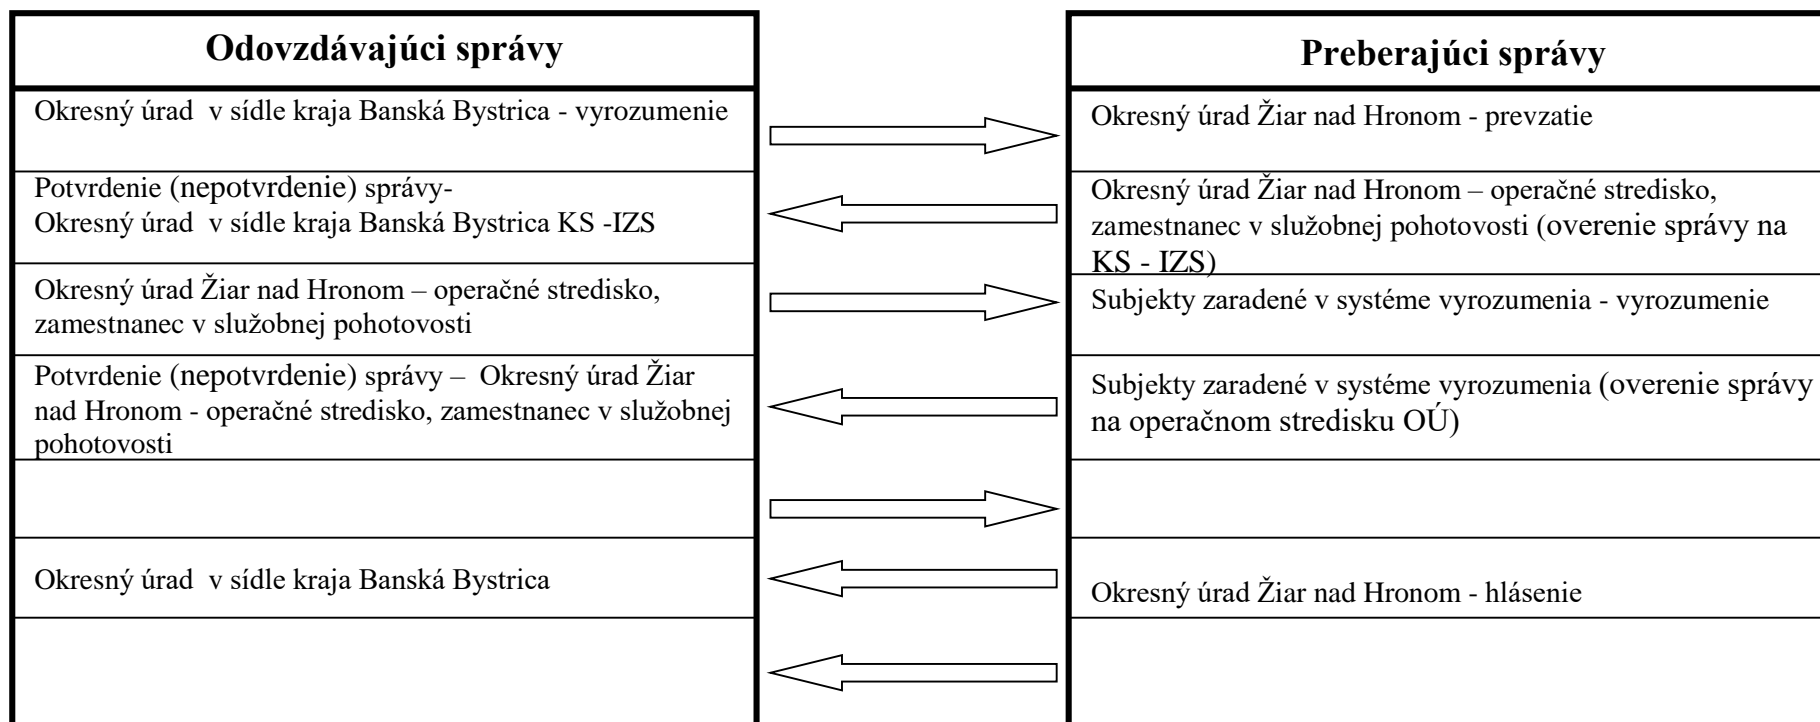 Odovzdávajúci správy
Preberajúci správy
Okresný úrad  v sídle kraja Banská Bystrica - vyrozumenie
Okresný úrad Žiar nad Hronom - prevzatie
Potvrdenie (nepotvrdenie) správy-
Okresný úrad  v sídle kraja Banská Bystrica KS -IZS
Okresný úrad Žiar nad Hronom – operačné stredisko,
zamestnanec v služobnej pohotovosti (overenie správy na
KS - IZS)
Okresný úrad Žiar nad Hronom – operačné stredisko,
zamestnanec v služobnej pohotovosti
Subjekty zaradené v systéme vyrozumenia - vyrozumenie
Potvrdenie (nepotvrdenie) správy –  Okresný úrad Žiar
nad Hronom - operačné stredisko, zamestnanec v služobnej
pohotovosti
Subjekty zaradené v systéme vyrozumenia (overenie správy
na operačnom stredisku OÚ)
Okresný úrad  v sídle kraja Banská Bystrica
Okresný úrad Žiar nad Hronom - hlásenie